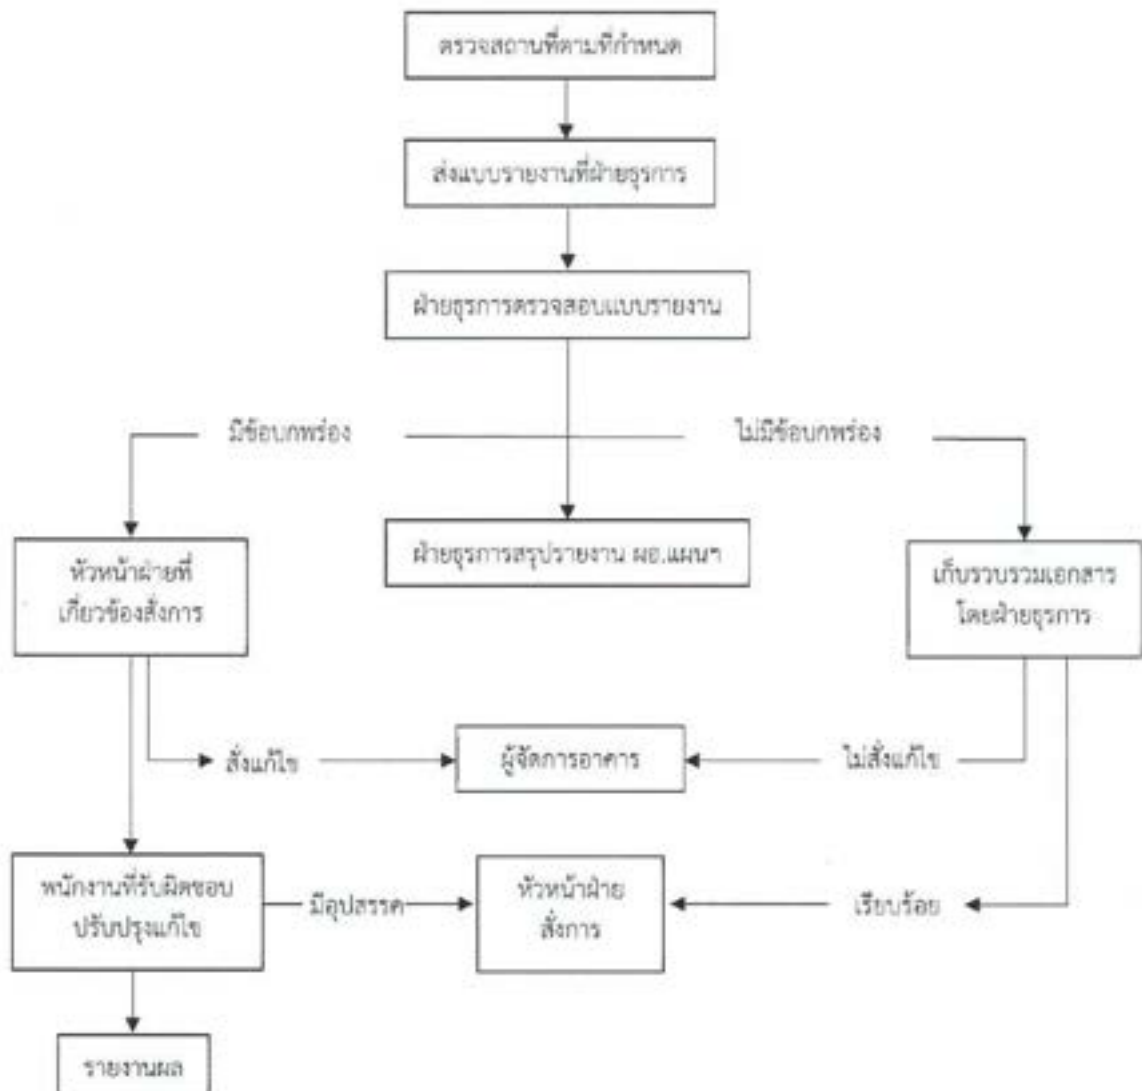 ตรวจสถานที่ตามที่กำหนด
ส่งแบบรายงานที่ฝ่ายธุรการ
ฝ่ายธุรการตรวจสอบแบบรายงาน
มีข้อบกพร่อง
ไม่มีข้อบกพร่อง
หัวหน้าฝ่ายที่
เกี่ยวข้องสั่งการ
ฝ่ายธุรการสรุปรายงาน ผอ.แผนฯ
เก็บรวบรวมเอกสาร
โดยฝ่ายธุรการ
สั่งแก้ไข
ผู้จัดการอาคาร
ไม่สั่งแก้ไข
พนักงานที่รับผิดชอบ
ปรับปรุงแก้ไข
มีอุปสรรค
หัวหน้าฝ่าย
สั่งการ
เรียบร้อย
รายงานผล